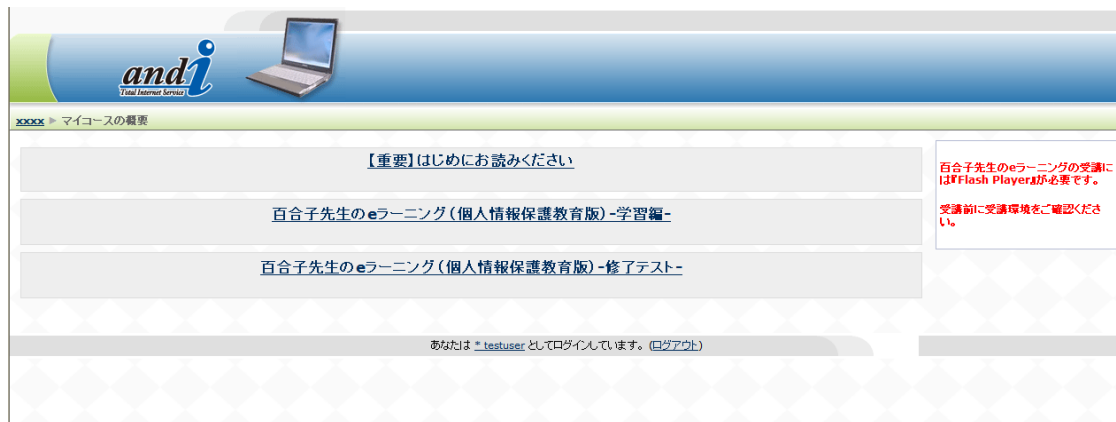 andi
Total Internet Service
xxxx ▶ マイコースの概要
【重要】はじめにお読みください
百合子先生のeラーニング（個人情報保護教育版）-学習編-
百合子先生のeラーニング（個人情報保護教育版）-修了テスト-
百合子先生のeラーニングの受講に
は『Flash Player』が必要です。
受講前に受講環境をご確認くださ
い。
あなたは * testuser としてログインしています。(ログアウト)